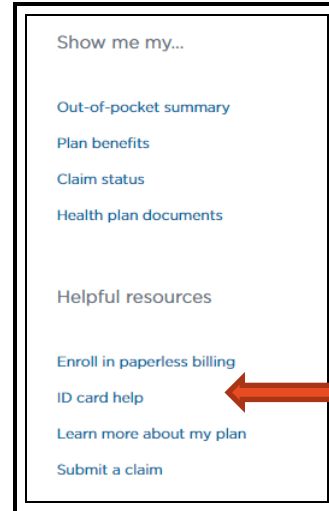 Show me my...
Out-of-pocket summary
Plan benefits
Claim status
Health plan documents
Helpful resources
Enroll in paperless billing
ID card help
Learn more about my plan
Submit a claim